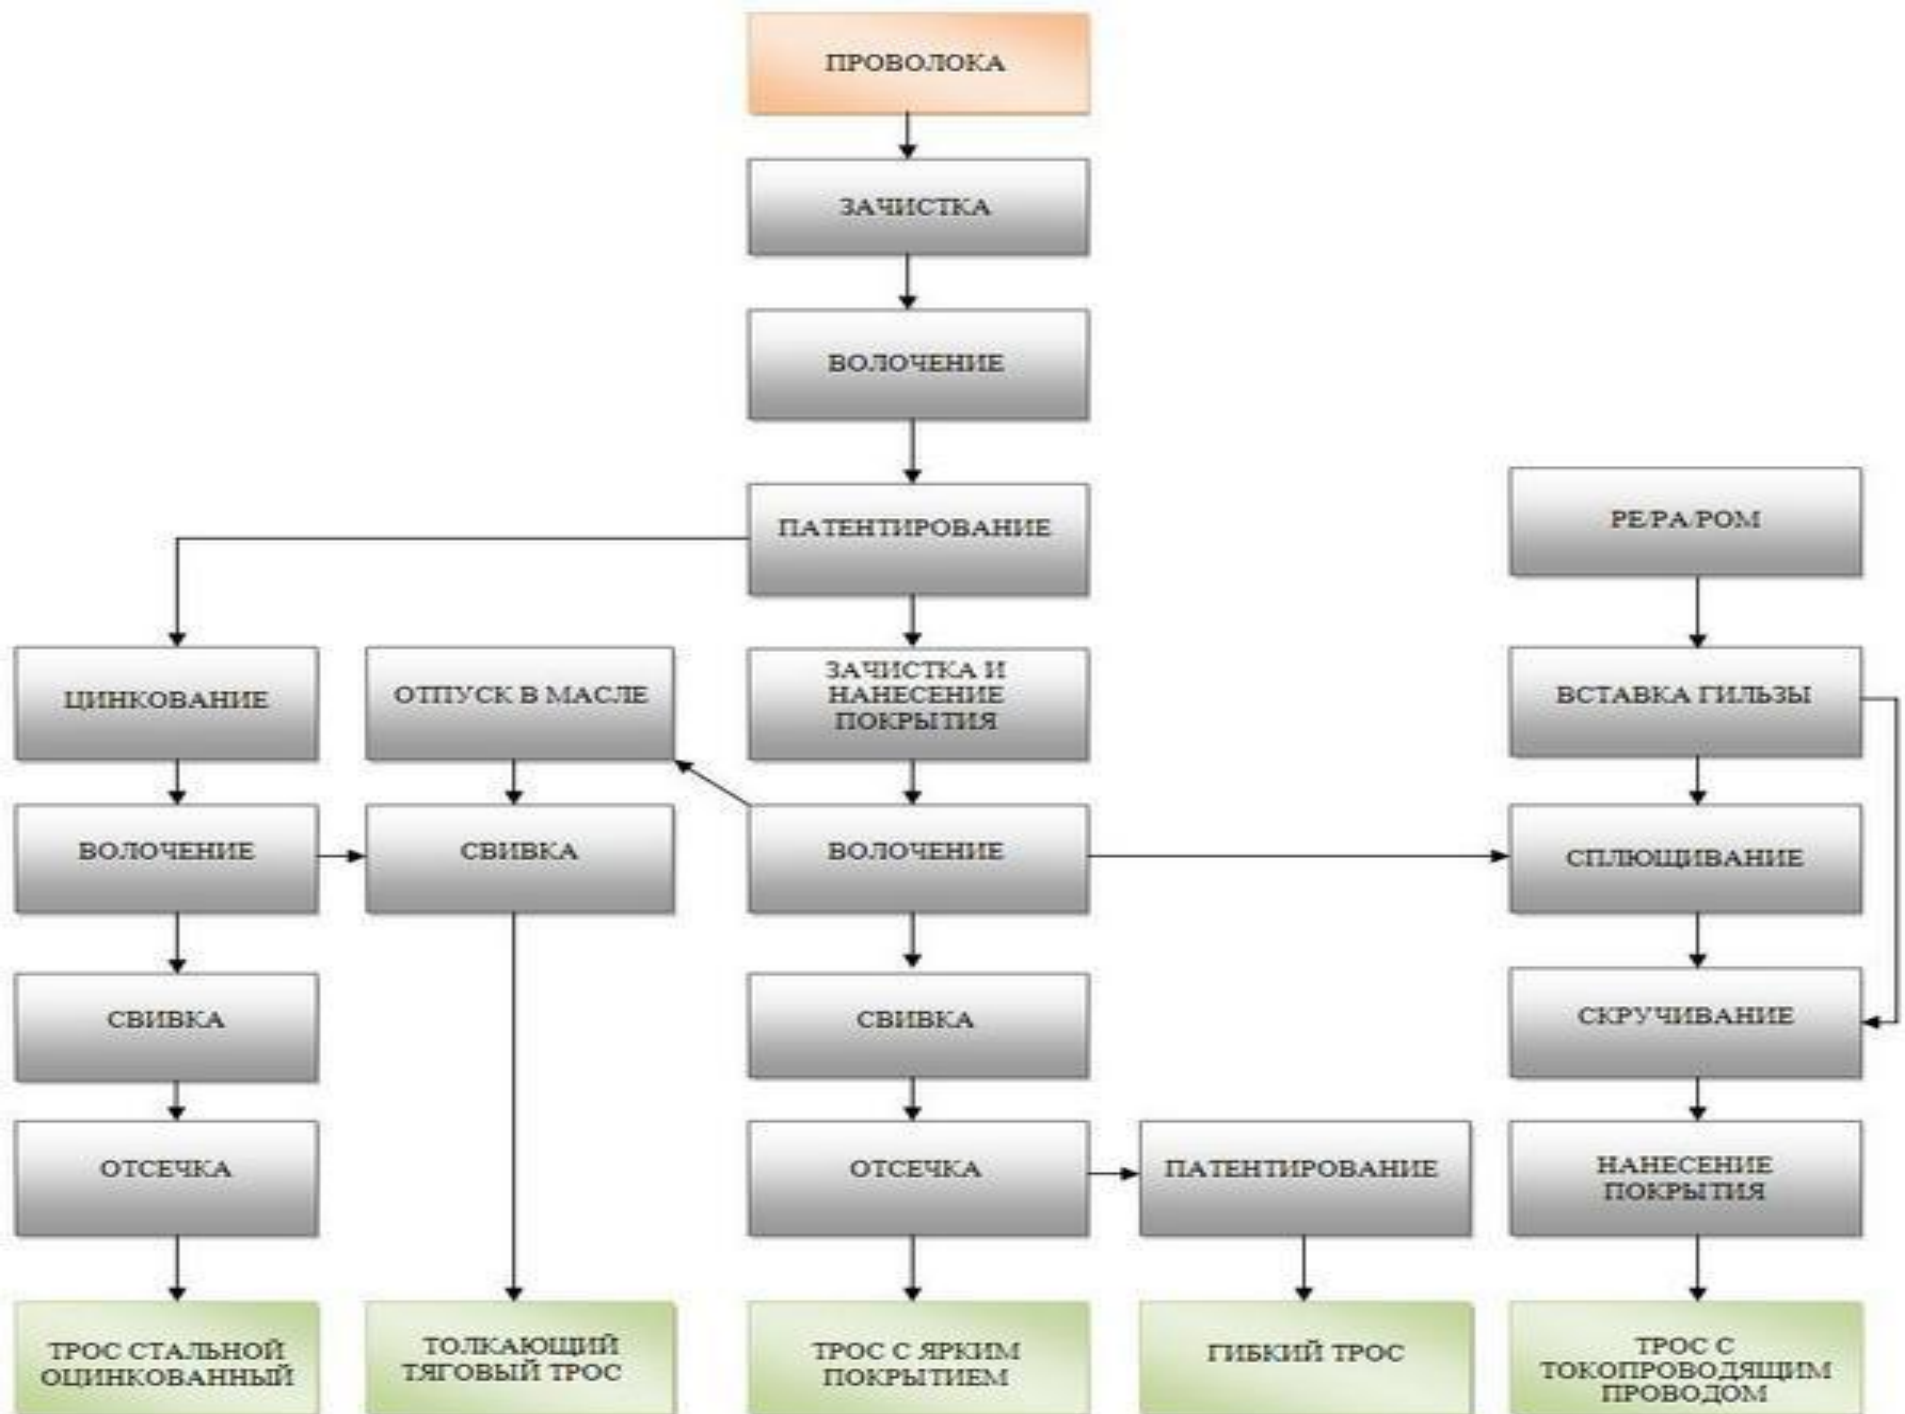 ПРОВОЛОКА
ЗАЧИСТКА
ВОЛОЧЕНИЕ
ПАТЕНТИРОВАНИЕ
РЕ/РА/РОМ
ЦИНКОВАНИЕ
ОТПУСК В МАСЛЕ
ЗАЧИСТКА И
НАНЕСЕНИЕ
ПОКРЫТИЯ
ВСТАВКА ГИЛЬЗЫ
ВОЛОЧЕНИЕ
СВИВКА
ВОЛОЧЕНИЕ
СПЛЮЩИВАНИЕ
СВИВКА
СВИВКА
СКРУЧИВАНИЕ
ОТСЕЧКА
ОТСЕЧКА
ПАТЕНТИРОВАНИЕ
НАНЕСЕНИЕ
ПОКРЫТИЯ
ТРОС СТАЛЬНОЙ
ОЦИНКОВАННЫЙ
ТОЛКАЮЩИЙ
ТЯГОВЫЙ ТРОС
ТРОС С ЯРКИМ
ПОКРЫТИЕМ
ГИБКИЙ ТРОС
ТРОС С
ТОКОПРОВОДЯЩИМ
ПРОВОДОМ